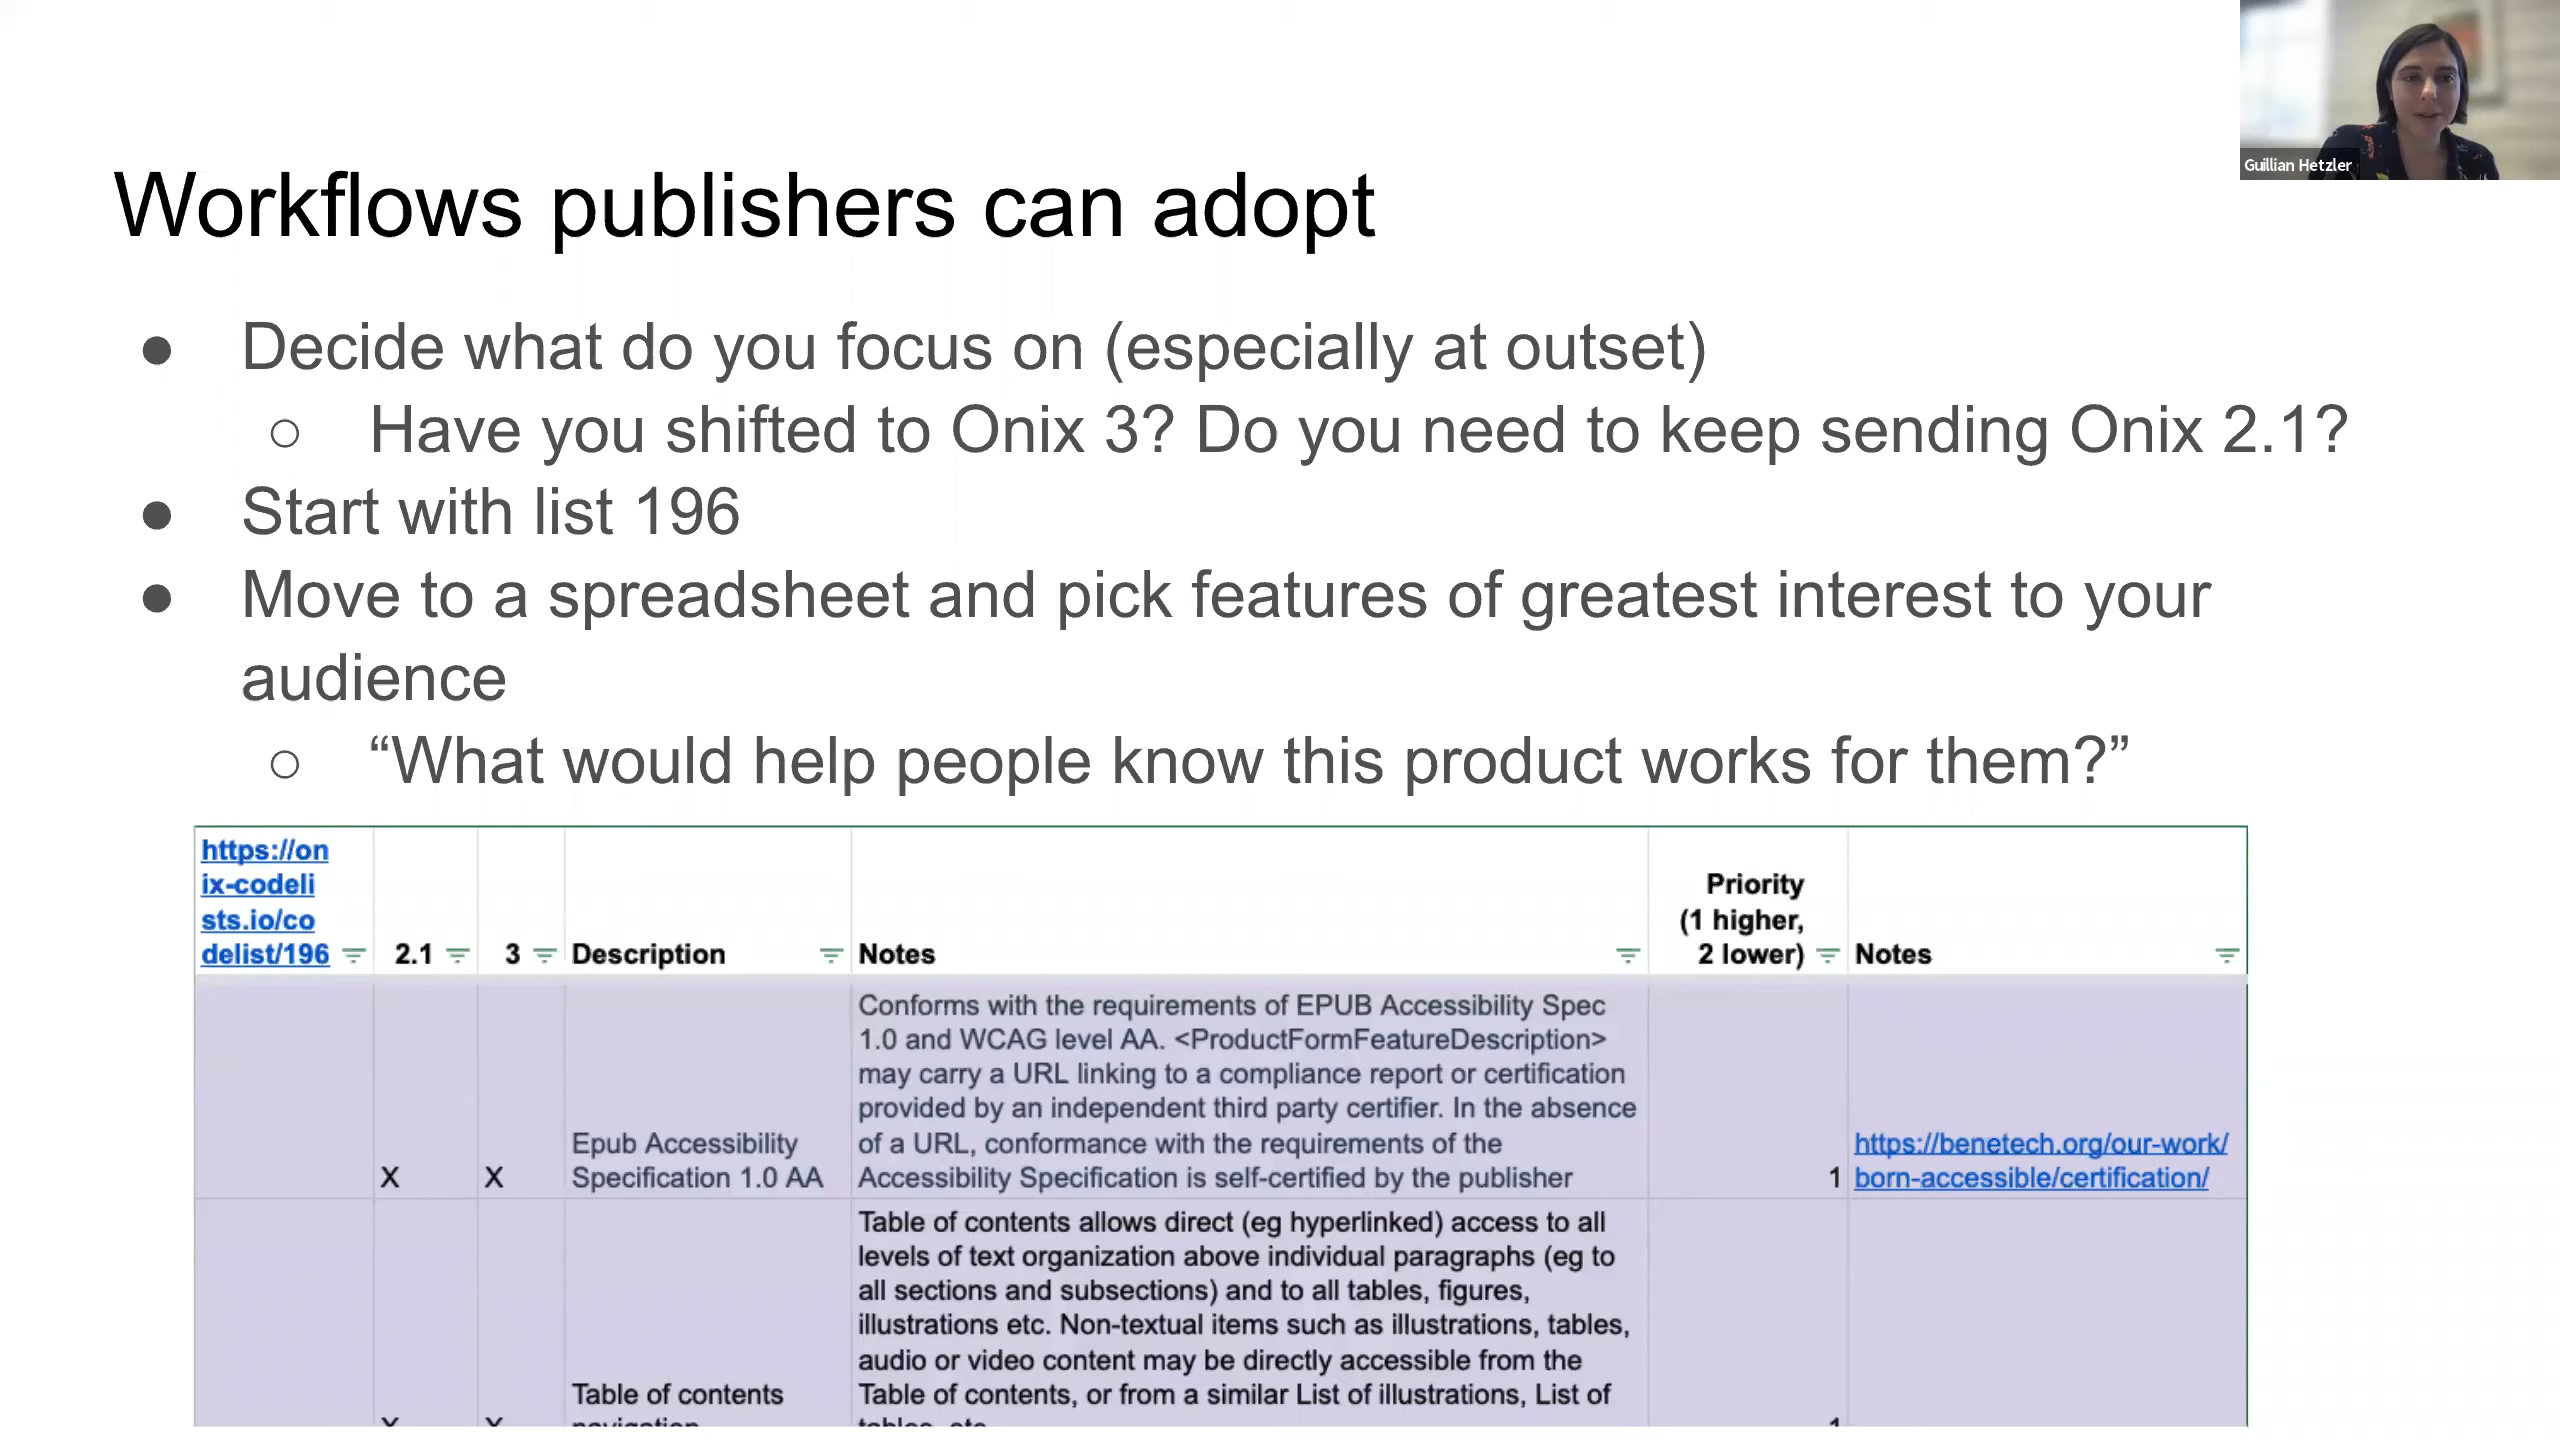 Guillian Hetzler
Workflows publishers can adopt
● Decide what do you focus on (especially at outset)
○ Have you shifted to Onix 3? Do you need to keep sending Onix 2.1?
● Start with list 196
● Move to a spreadsheet and pick features of greatest interest to your
audience
○ “What would help people know this product works for them?”
https://on
ix-codeli
sts.io/co
delist/196
2.1
3
Description
Notes
Priority
(1 higher,
2 lower)
Notes
X
X
Epub Accessibility
Specification 1.0 AA
Conforms with the requirements of EPUB Accessibility Spec
1.0 and WCAG level AA. <ProductFormFeatureDescription>
may carry a URL linking to a compliance report or certification
provided by an independent third party certifier. In the absence
of a URL, conformance with the requirements of the
Accessibility Specification is self-certified by the publisher
1
https://benetech.org/our-work/
born-accessible/certification/
X
X
Table of contents
navigation
Table of contents allows direct (eg hyperlinked) access to all
levels of text organization above individual paragraphs (eg to
all sections and subsections) and to all tables, figures,
illustrations etc. Non-textual items such as illustrations, tables,
audio or video content may be directly accessible from the
Table of contents, or from a similar List of illustrations, List of
tables, etc
1